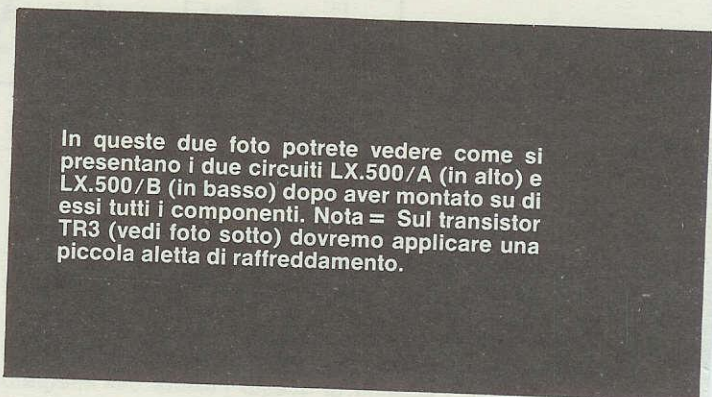 In queste due foto potrete vedere come si
presentano i due circuiti LX.500/A (in alto) e
LX.500/B (in basso) dopo aver montato su di
essi tutti i componenti. Nota = Sul transistor
TR3 (vedi foto sotto) dovremo applicare una
piccola aletta di raffreddamento.